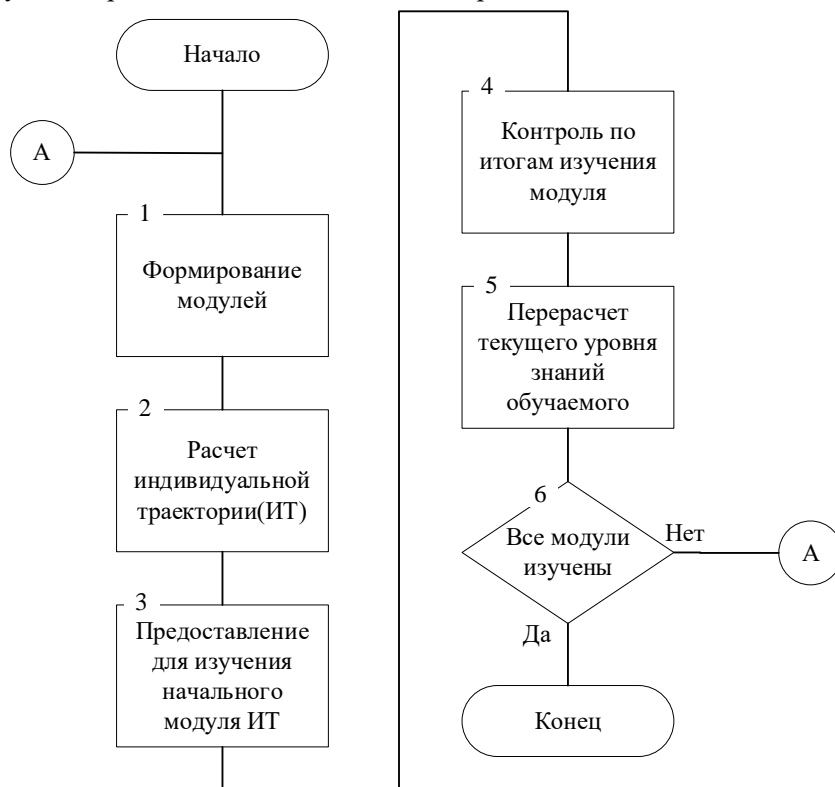 Начало
А
1
Формирование
модулей
2
Расчет
индивидуальной
траектории(ИТ)
3
Предоставление
для изучения
начального
модуля ИТ
4
Контроль по
итогам изучения
модуля
5
Перерасчет
текущего уровня
знаний
обучаемого
6
Все модули
изучены
Нет
А
Да
Конец